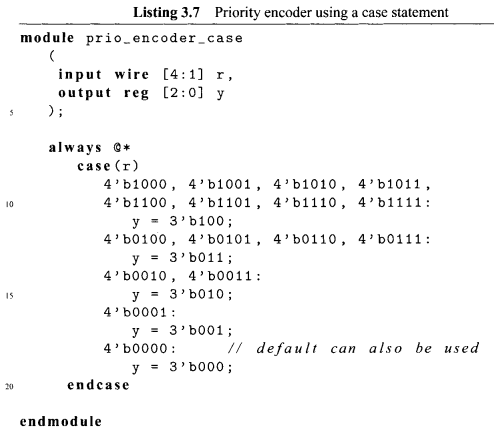 Listing 3.7 Priority encoder using a case statement
module prio_encoder_case
(
input wire [4:1] r,
output reg [2:0] y
5 );
always @*
case(r)
4'b1000, 4'b1001, 4'b1010, 4'b1011,
10 4'b1100, 4'b1101, 4'b1110, 4'b1111:
y = 3'b100;
4'b0100, 4'b0101, 4'b0110, 4'b0111:
y = 3'b011;
4'b0010, 4'b0011:
15 y = 3'b010;
4'b0001:
y = 3'b001;
4'b0000: // default can also be used
y = 3'b000;
20 endcase
endmodule